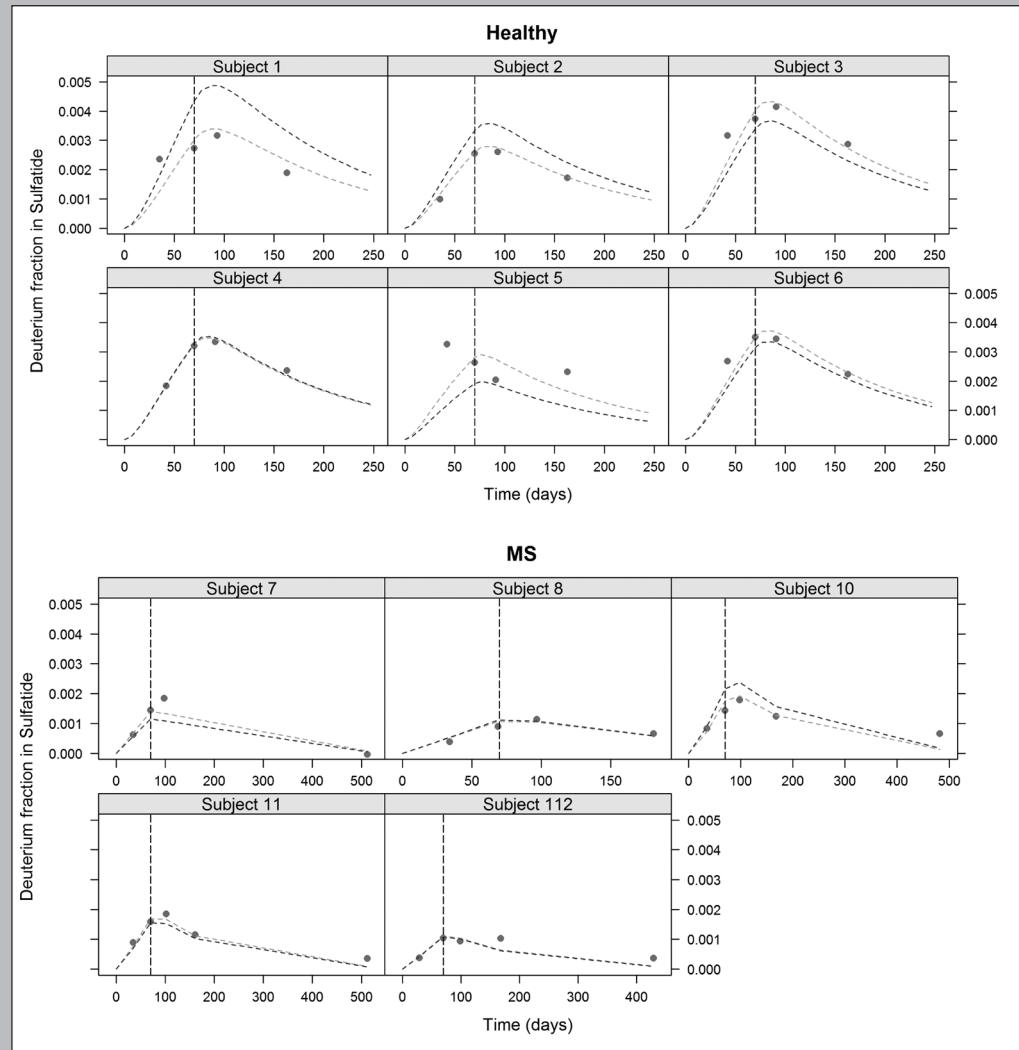 Healthy
Subject 1 Subject 2 Subject 3
0.005
0.004
0.003
0.002
0.001
0.000
0 50 100 150 200 250 0 50 100 150 200 250 0 50 100 150 200 250
Subject 4 Subject 5 Subject 6
0.005
0.004
0.003
0.002
0.001
0.000
0 50 100 150 200 250 0 50 100 150 200 250 0 50 100 150 200 250
Deuterium fraction in Sulfatide
Time (days)
MS
Subject 7 Subject 8 Subject 10
0.005
0.004
0.003
0.002
0.001
0.000
0 100 200 300 400 500 0 50 100 150 0 100 200 300 400 500
Subject 11 Subject 112
0.005
0.004
0.003
0.002
0.001
0.000
0 100 200 300 400 500 0 100 200 300 400
Deuterium fraction in Sulfatide
Time (days)